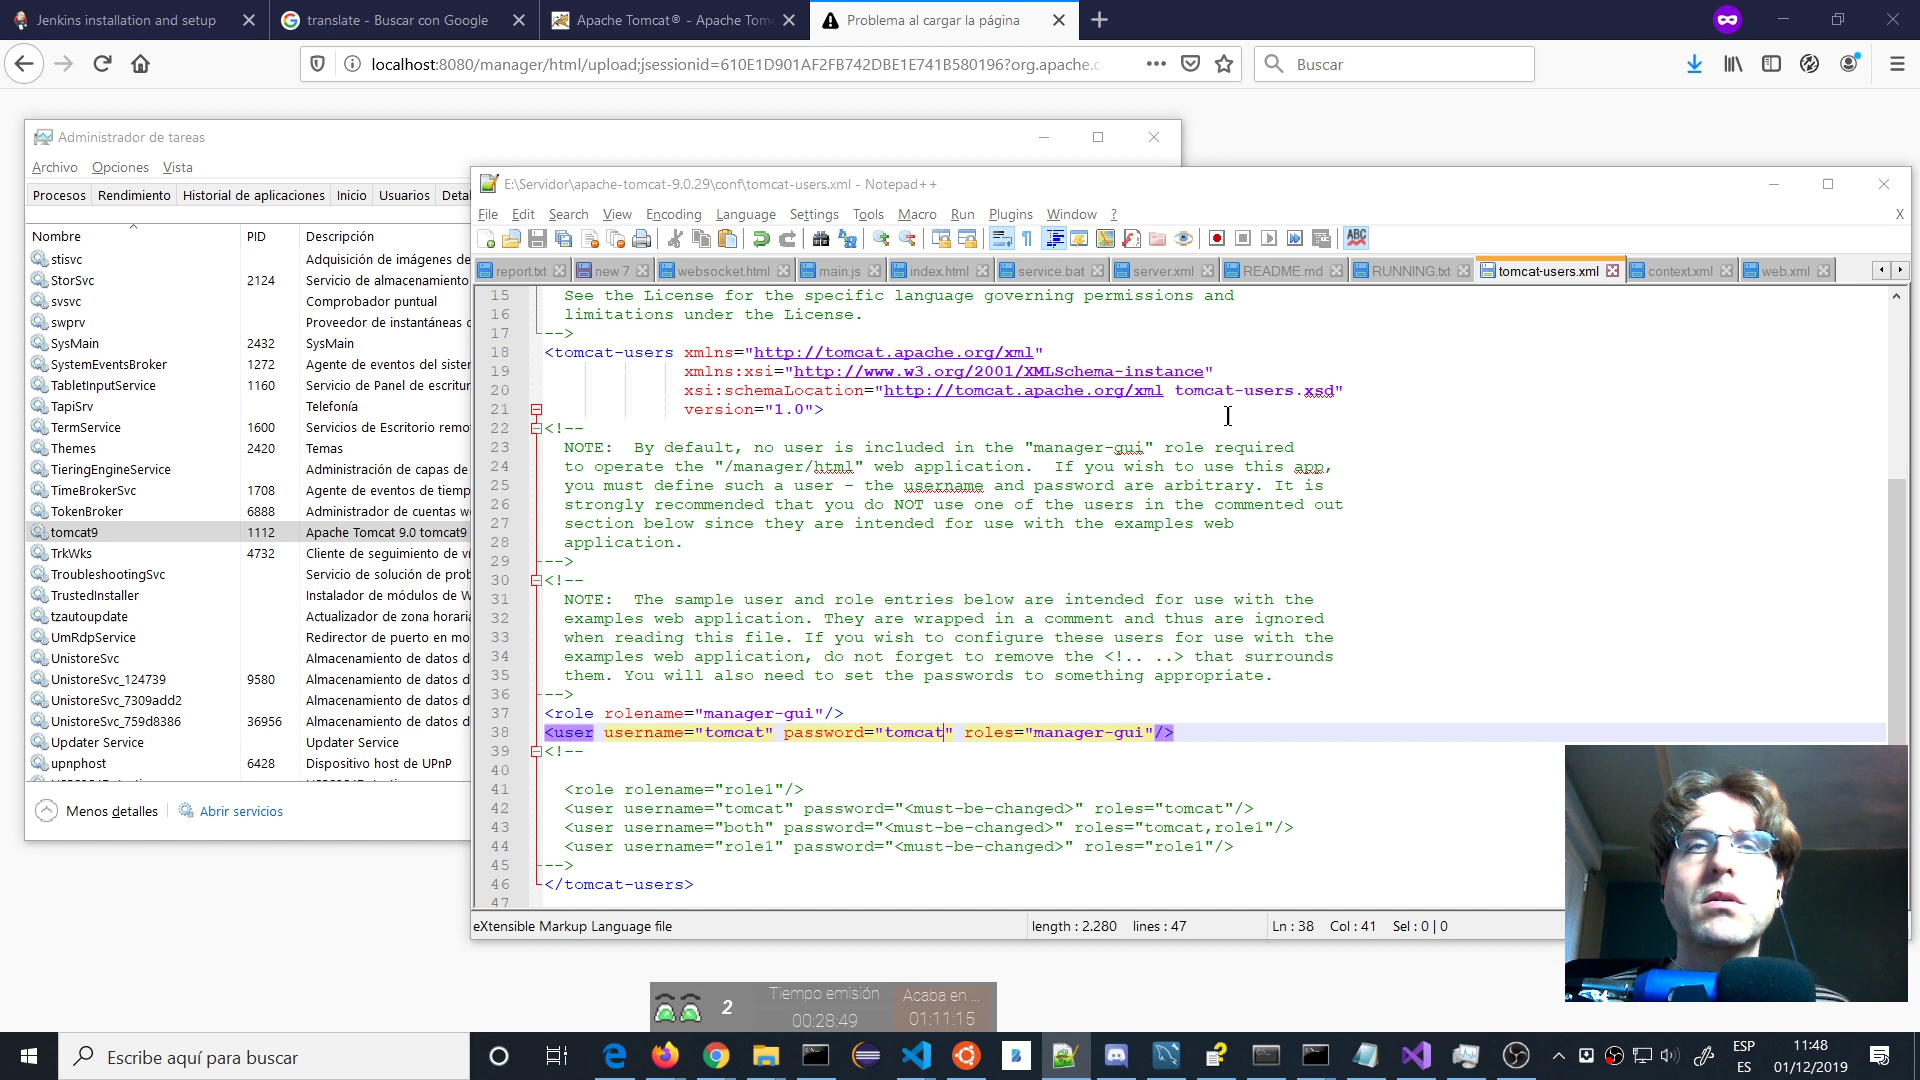 Jenkins installation and setup
translate - Buscar con Google
Apache Tomcat® - Apache Tom
Problema al cargar la página
localhost:8080/manager/html/upload;jsessionid=610E1D901AF2FB742DBE1E741B580196?org.apache.c
Buscar
Administrador de tareas
Archivo Opciones Vista
Procesos Rendimiento Historial de aplicaciones Inicio Usuarios Detal
Nombre PID Descripción
stisvc Adquisición de imágenes de
StorSvc 2124 Servicio de almacenamiento
svsvc Comprobador puntual
swprv Proveedor de instantáneas
SysMain 2432 SysMain
SystemEventsBroker 1272 Agente de eventos del sister
TabletInputService 1160 Servicio de Panel de escritur
TapiSrv Telefonía
TermService 1600 Servicios de Escritorio remo
Themes 2420 Temas
TieringEngineService Administración de capas de
TimeBrokerSvc 1708 Agente de eventos de tiemp
TokenBroker 6888 Administrador de cuentas w
tomcat9 1112 Apache Tomcat 9.0 tomcat9
TrkWks 4732 Cliente de seguimiento de ví
TroubleshootingSvc Servicio de solución de prob
TrustedInstaller Instalador de módulos de W
tzautoupdate Actualizador de zona horari
UmRdpService Redirector de puerto en mo
UnistoreSvc Almacenamiento de datos d
UnistoreSvc_124739 9580 Almacenamiento de datos d
UnistoreSvc_7309add2 Almacenamiento de datos d
UnistoreSvc_759d8386 36956 Almacenamiento de datos d
Updater Service Updater Service
upnphost 6428 Dispositivo host de UPnP
Menos detalles Abrir servicios
E:\Servidor\apache-tomcat-9.0.29\conf\tomcat-users.xml - Notepad++
File Edit Search View Encoding Language Settings Tools Macro Run Plugins Window ? X
ABC
report.txt new 7 websocket.html main.js index.html service.bat server.xml README.md RUNNING.txt tomcat-users.xml context.xml web.xml
15 See the License for the specific language governing permissions and
16 limitations under the License.
17 -->
18 <tomcat-users xmlns="http://tomcat.apache.org/xml"
19 xmlns:xsi="http://www.w3.org/2001/XMLSchema-instance"
20 xsi:schemaLocation="http://tomcat.apache.org/xml tomcat-users.xsd"
21 version="1.0">
22 <!--
23 NOTE: By default, no user is included in the "manager-gui" role required
24 to operate the "/manager/html" web application. If you wish to use this app,
25 you must define such a user - the username and password are arbitrary. It is
26 strongly recommended that you do NOT use one of the users in the commented out
27 section below since they are intended for use with the examples web
28 application.
29 -->
30 <!--
31 NOTE: The sample user and role entries below are intended for use with the
32 examples web application. They are wrapped in a comment and thus are ignored
33 when reading this file. If you wish to configure these users for use with the
34 examples web application, do not forget to remove the <!.. ..> that surrounds
35 them. You will also need to set the passwords to something appropriate.
36 -->
37 <role rolename="manager-gui"/>
38 <user username="tomcat" password="tomcat" roles="manager-gui"/>
39 <!--
40
41 <role rolename="role1"/>
42 <user username="tomcat" password="<must-be-changed>" roles="tomcat"/>
43 <user username="both" password="<must-be-changed>" roles="tomcat,role1"/>
44 <user username="role1" password="<must-be-changed>" roles="role1"/>
45 -->
46 </tomcat-users>
47
eXtensible Markup Language file length : 2.280 lines : 47 Ln : 38 Col : 41 Sel : 0 | 0
2 Tiempo emisión 00:28:49 Acaba en ... 01:11:15
Escribe aquí para buscar
ESP
ES
11:48
01/12/2019